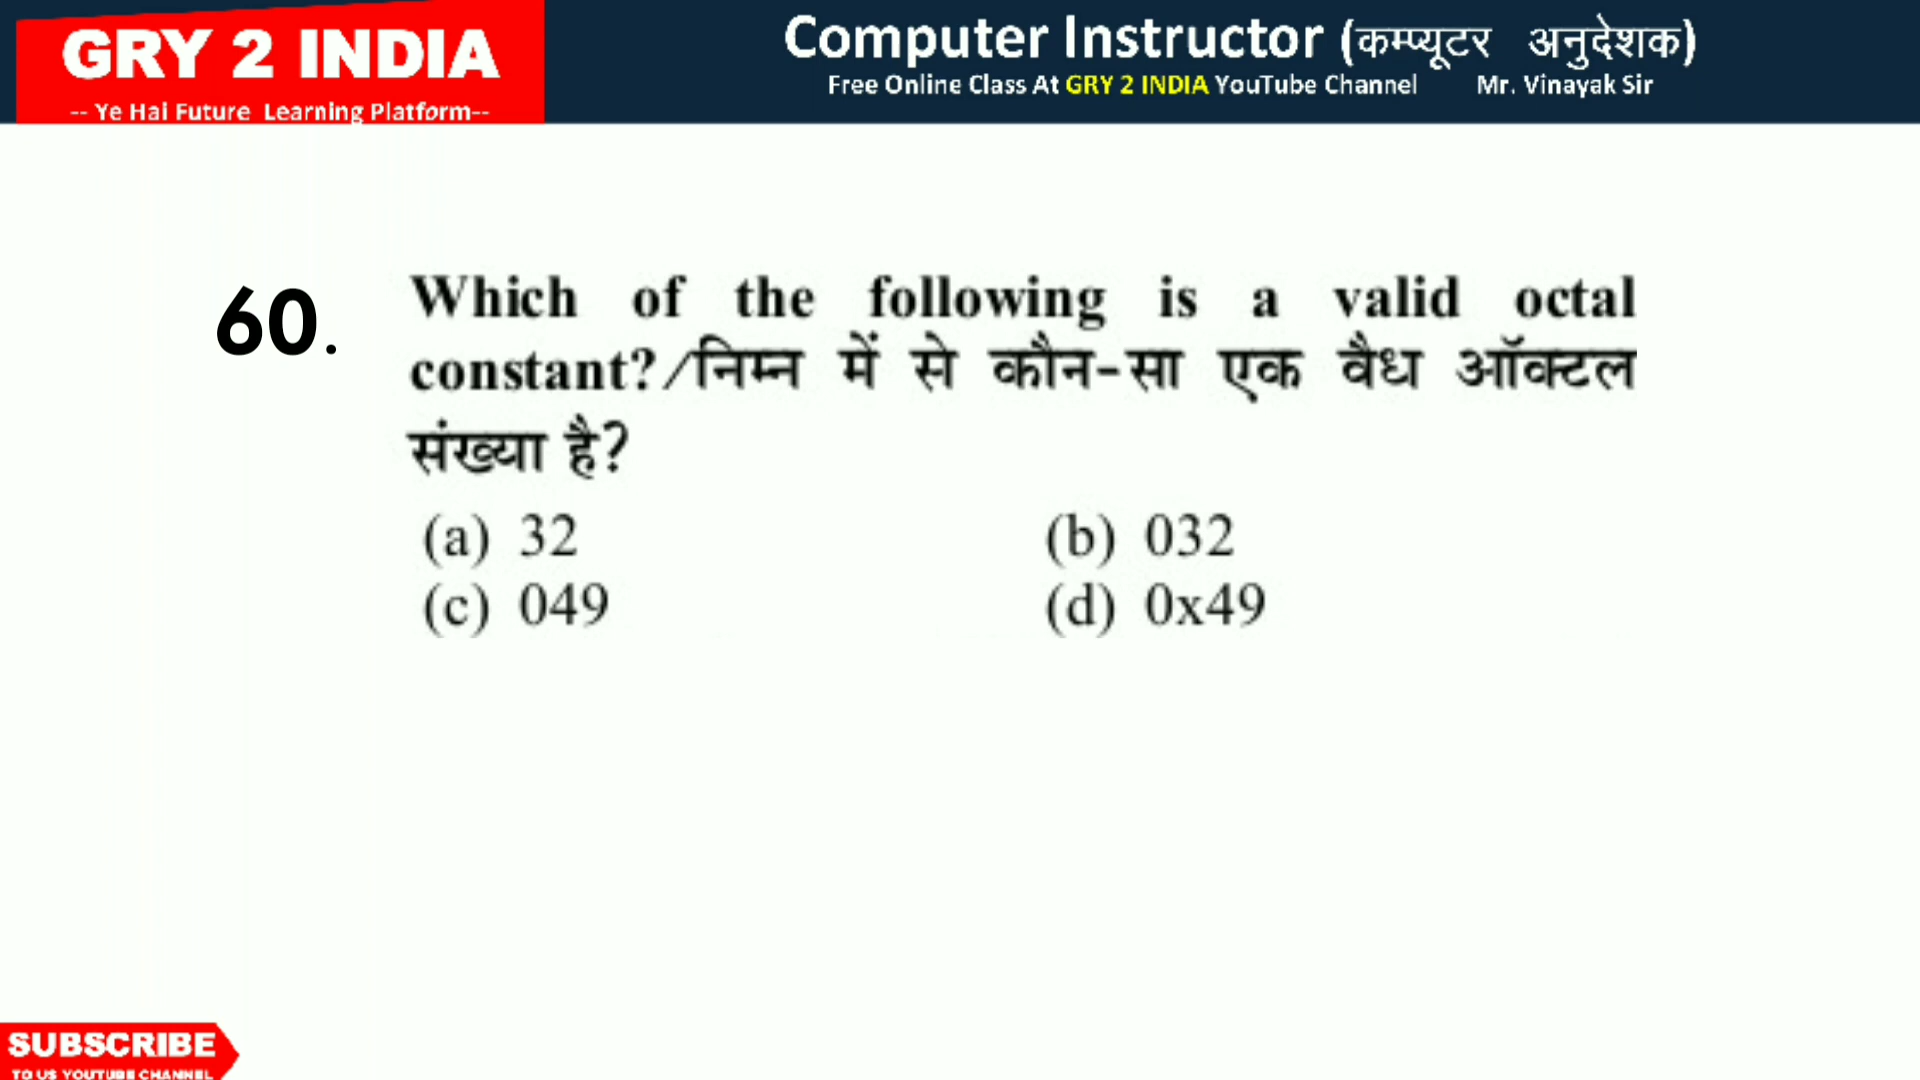 GRY 2 INDIA
-- Ye Hai Future Learning Platform--
Computer Instructor (कम्प्यूटर अनुदेशक)
Free Online Class At GRY 2 INDIA YouTube Channel Mr. Vinayak Sir
60. Which of the following is a valid octal
constant?/निम्न में से कौन-सा एक वैध ऑक्टल
संख्या है?
(a) 32 (b) 032
(c) 049 (d) 0x49
SUBSCRIBE
TO US YOUTUBE CHANNEL